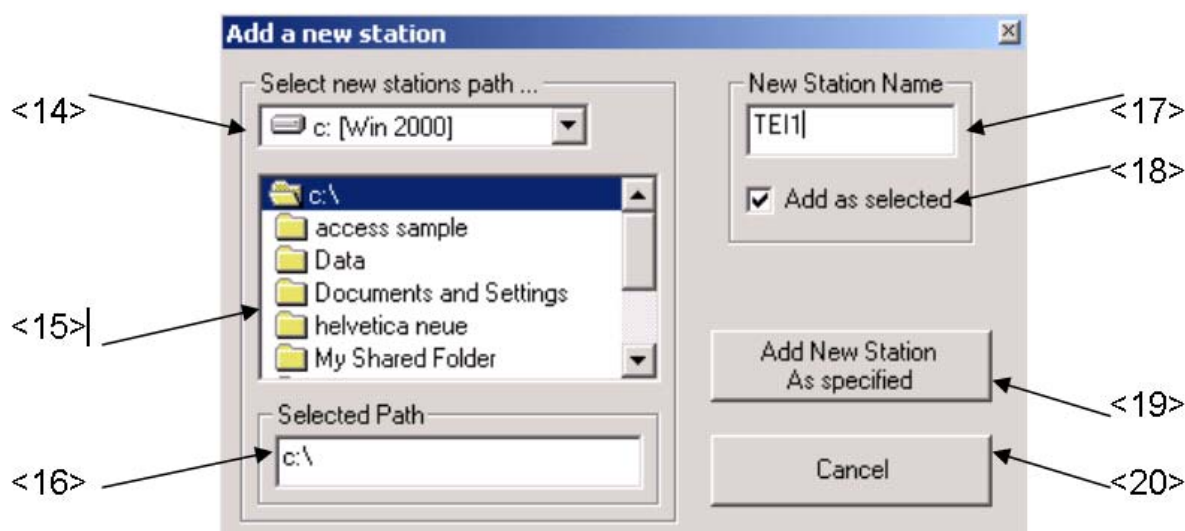 Add a new station
<14>
Select new stations path ...
c: [Win 2000]
<15>
c:\
access sample
Data
Documents and Settings
helvetica neue
My Shared Folder
<16>
Selected Path
c:\
New Station Name
TEI1
<17>
Add as selected
<18>
Add New Station
As specified
<19>
Cancel
<20>